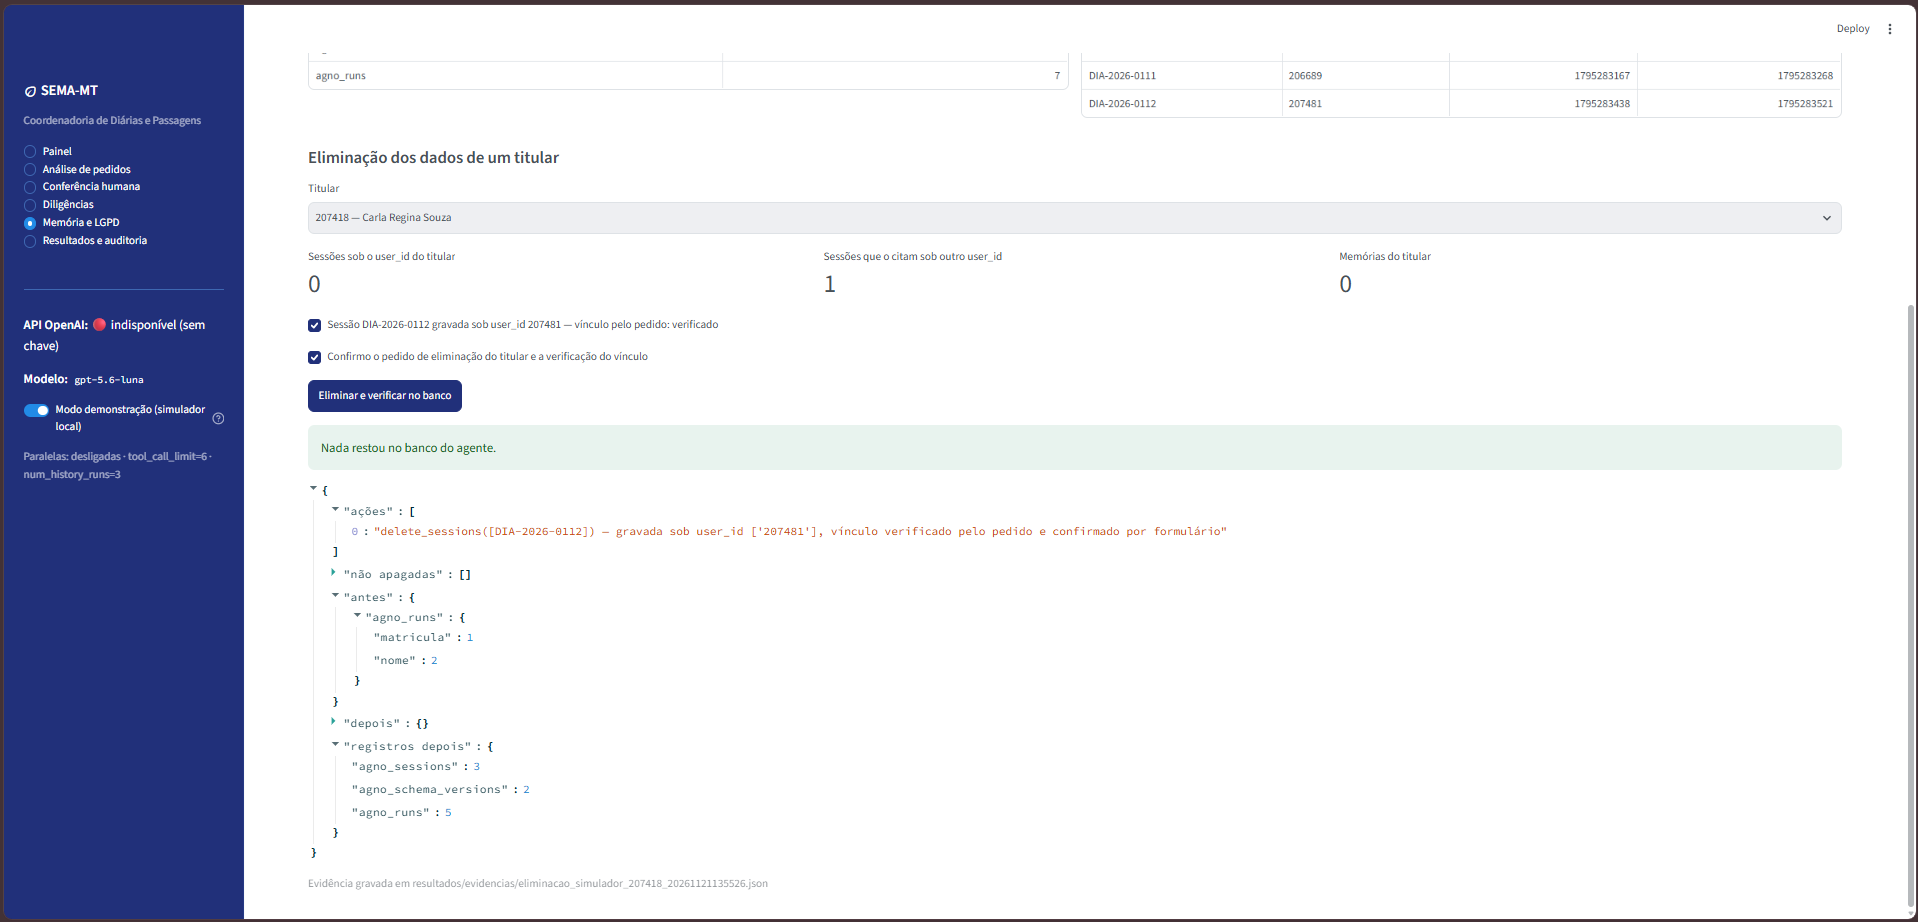 Deploy
SEMA-MT
Coordenadoria de Diárias e Passagens
Painel
Análise de pedidos
Conferência humana
Diligências
Memória e LGPD
Resultados e auditoria
API OpenAI: indisponível (sem
chave)
Modelo: gpt-5.6-luna
Modo demonstração (simulador
local)
Paralelas: desligadas · tool_call_limit=6 ·
num_history_runs=3
agno_runs 7
DIA-2026-0111 206689 1795283167 1795283268
DIA-2026-0112 207481 1795283438 1795283521
Eliminação dos dados de um titular
Titular
207418 — Carla Regina Souza
Sessões sob o user_id do titular
0
Sessões que o citam sob outro user_id
1
Memórias do titular
0
Sessão DIA-2026-0112 gravada sob user_id 207481 — vínculo pelo pedido: verificado
Confirmo o pedido de eliminação do titular e a verificação do vínculo
Eliminar e verificar no banco
Nada restou no banco do agente.
{
"ações" : [
0 : "delete_sessions([DIA-2026-0112]) — gravada sob user_id ['207481'], vínculo verificado pelo pedido e confirmado por formulário"
]
"não apagadas" : []
"antes" : {
"agno_runs" : {
"matricula" : 1
"nome" : 2
}
}
"depois" : {}
"registros depois" : {
"agno_sessions" : 3
"agno_schema_versions" : 2
"agno_runs" : 5
}
}
Evidência gravada em resultados/evidencias/eliminacao_simulador_207418_20261121135526.json